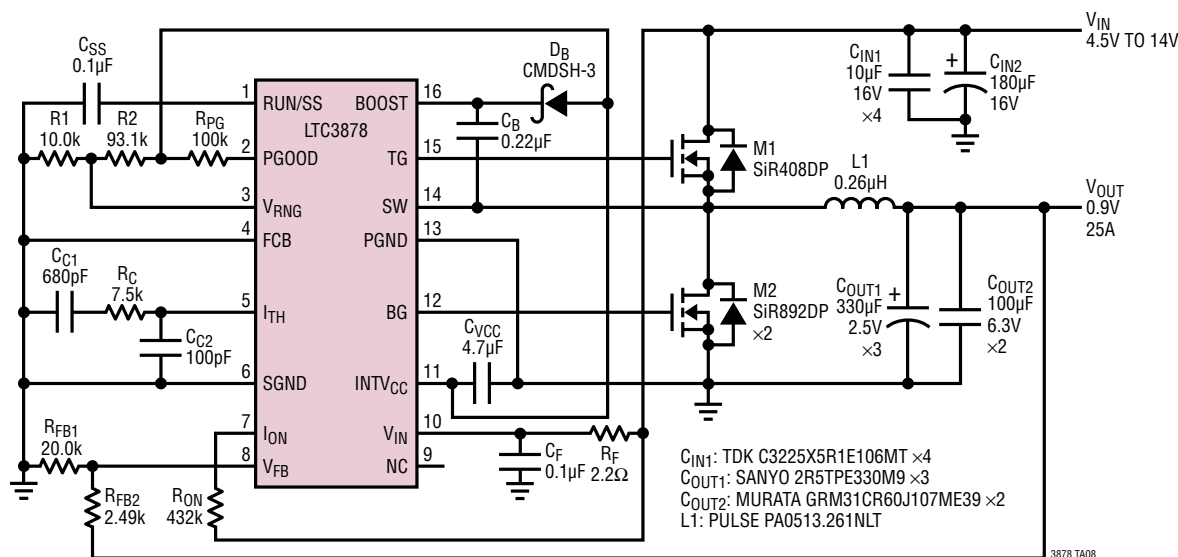 CSS
0.1µF
R1
10.0k
R2
93.1k
RPG
100k
CC1
680pF
RC
7.5k
CC2
100pF
RFB1
20.0k
RFB2
2.49k
RON
432k
1
2
3
4
5
6
7
8
LTC3878
RUN/SS
PGOOD
VRNG
FCB
ITH
SGND
ION
VFB
BOOST
TG
SW
PGND
BG
INTVCC
VIN
NC
16
15
14
13
12
11
10
9
DB
CMDSH-3
CB
0.22µF
CVCC
4.7µF
CF
0.1µF
RF
2.2Ω
M1
SiR408DP
M2
SiR892DP
×2
CIN1
10µF
16V
×4
+
CIN2
180µF
16V
VIN
4.5V TO 14V
L1
0.26µH
VOUT
0.9V
25A
COUT1
330µF
2.5V
×3
+
COUT2
100µF
6.3V
×2
CIN1: TDK C3225X5R1E106MT ×4
COUT1: SANYO 2R5TPE330M9 ×3
COUT2: MURATA GRM31CR60J107ME39 ×2
L1: PULSE PA0513.261NLT
3878 TA08